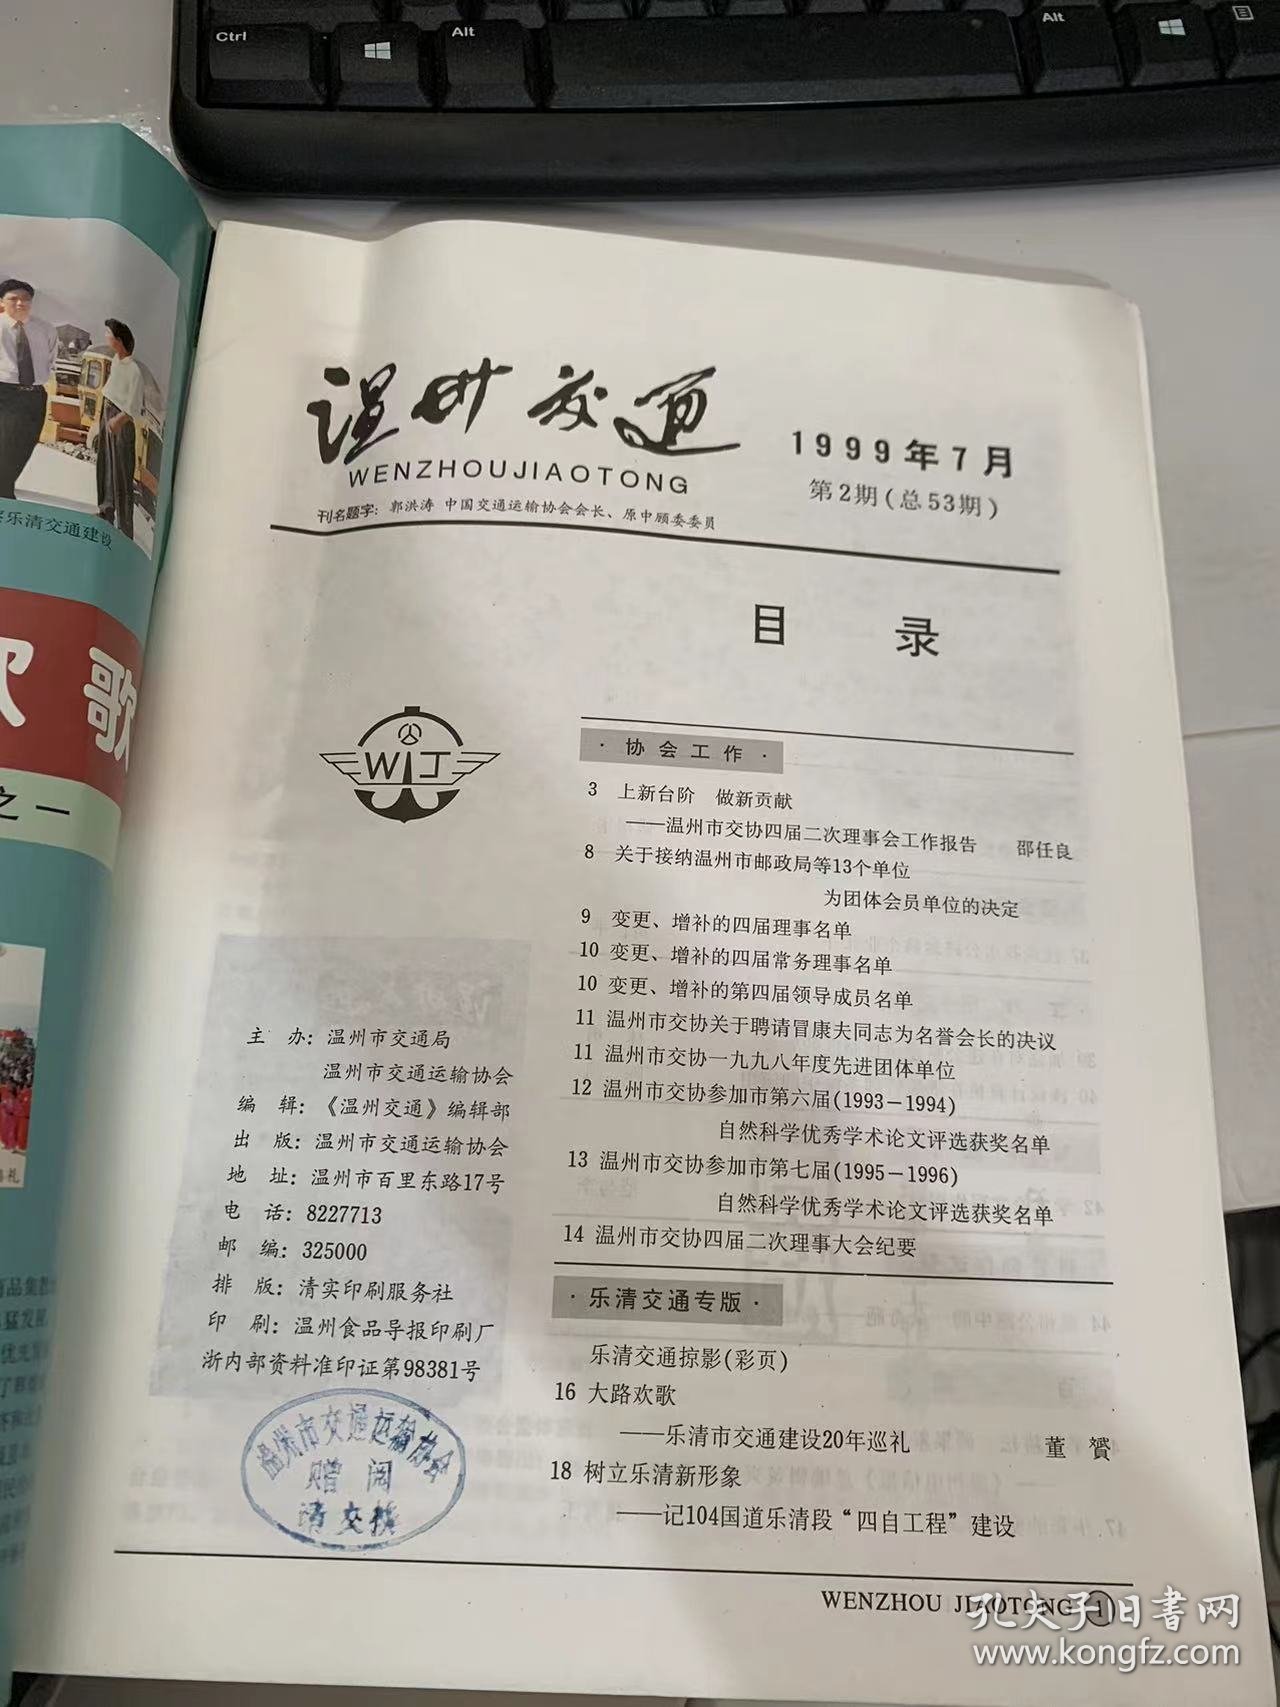 Ctrl
Alt
Alt
乐清交通建设
歌
之一
温州交通
WENZHOUJIAOTONG
刊名题字：郭洪涛 中国交通运输协会会长、原中顾委委员
1999年7月
第2期（总53期）
目 录
WJT
主 办：温州市交通局
温州市交通运输协会
编 辑：《温州交通》编辑部
出 版：温州市交通运输协会
地 址：温州市百里东路17号
电 话：8227713
邮 编：325000
排 版：清实印刷服务社
印 刷：温州食品导报印刷厂
浙内部资料准印证第98381号
温州市交通运输协会
赠阅
请交换
·协会工作·
3 上新台阶 做新贡献
——温州市交协四届二次理事会工作报告 邵任良
8 关于接纳温州市邮政局等13个单位
为团体会员单位的决定
9 变更、增补的四届理事名单
10 变更、增补的四届常务理事名单
10 变更、增补的第四届领导成员名单
11 温州市交协关于聘请冒康夫同志为名誉会长的决议
11 温州市交协一九九八年度先进团体单位
12 温州市交协参加市第六届(1993－1994)
自然科学优秀学术论文评选获奖名单
13 温州市交协参加市第七届(1995－1996)
自然科学优秀学术论文评选获奖名单
14 温州市交协四届二次理事大会纪要
·乐清交通专版·
乐清交通掠影(彩页)
16 大路欢歌
——乐清市交通建设20年巡礼 董 赟
18 树立乐清新形象
——记104国道乐清段“四自工程”建设
WENZHOU JIAOTONG 1
孔夫子旧书网
www.kongfz.com